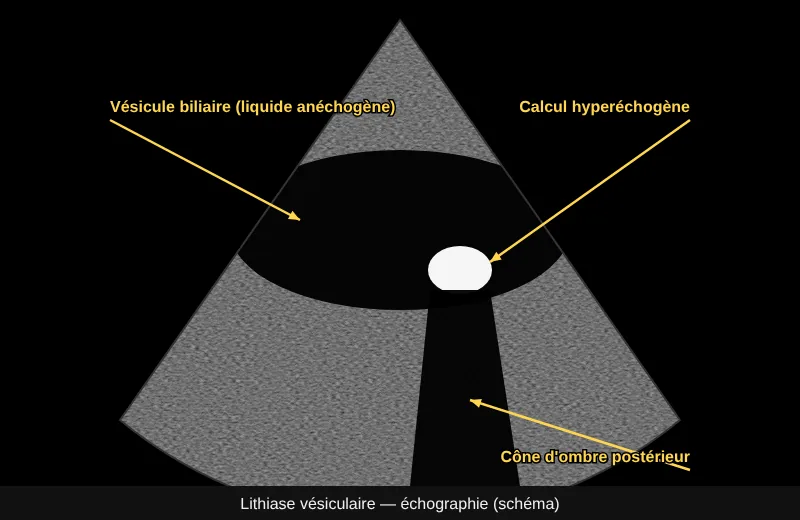 Vésicule biliaire (liquide anéchogène)
Calcul hyperéchogène
Cône d'ombre postérieur
Lithiase vésiculaire — échographie (schéma)